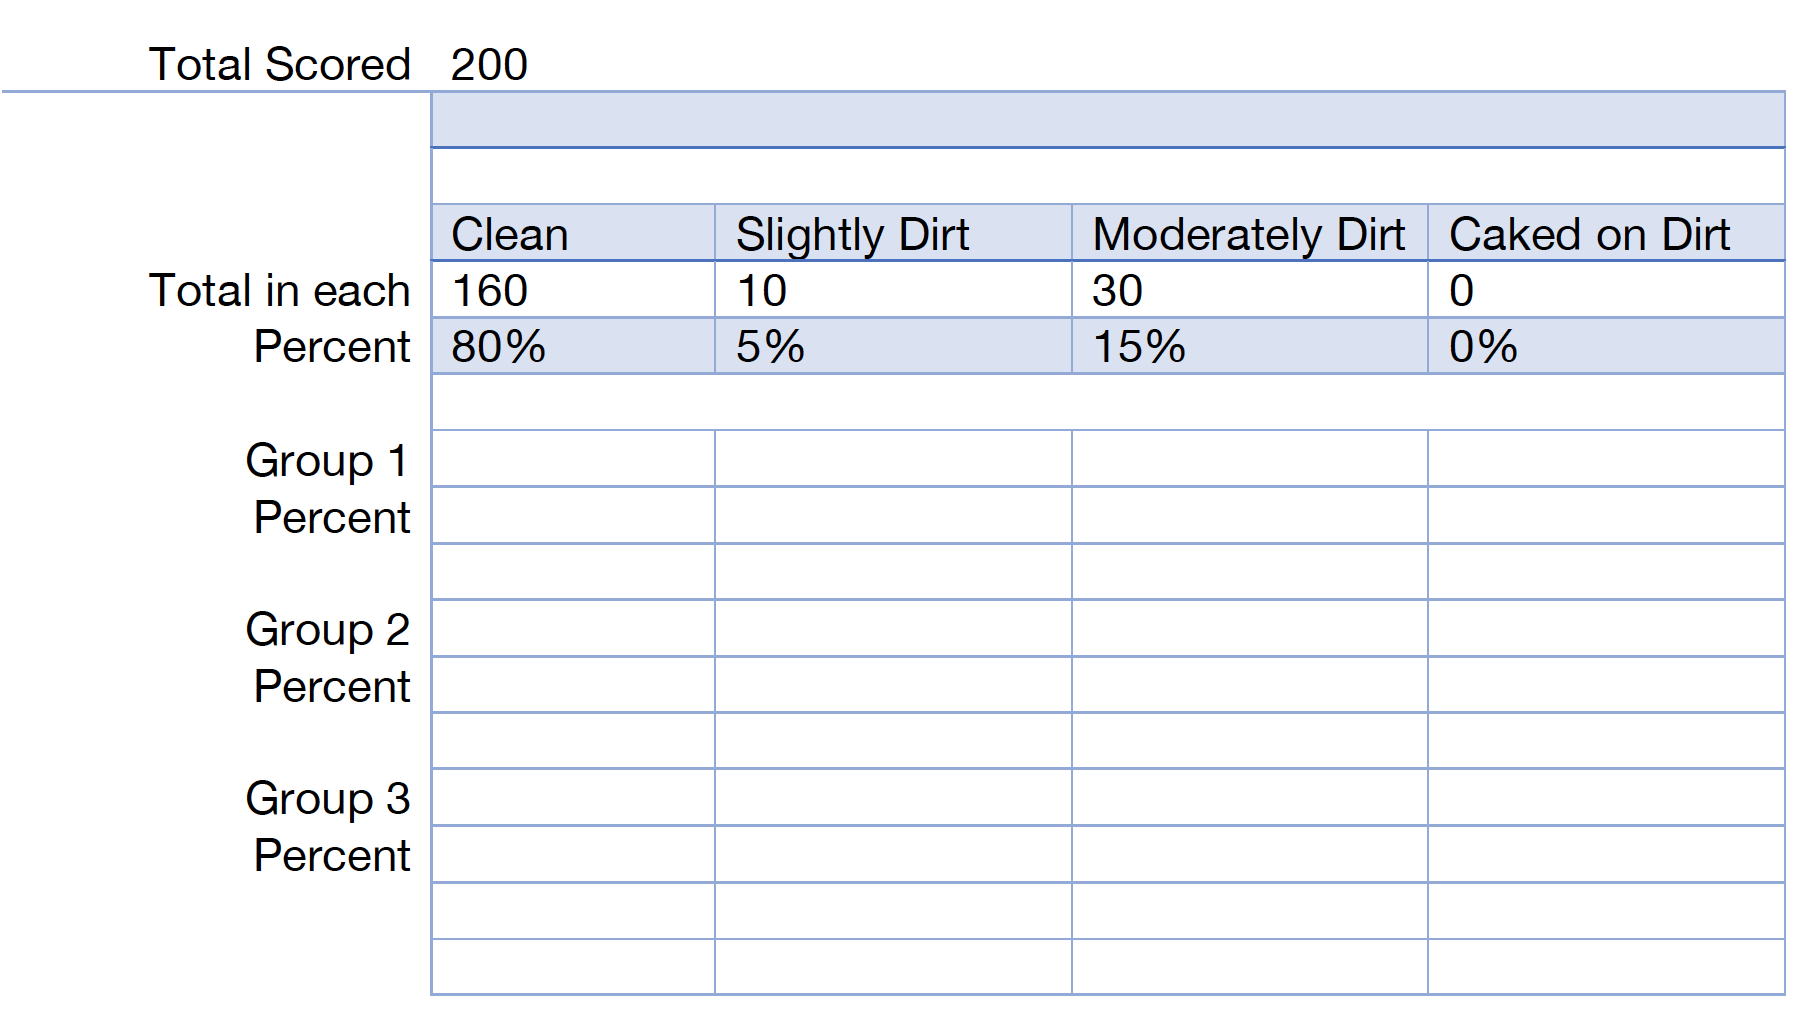 Total Scored 200
Clean Slightly Dirt Moderately Dirt Caked on Dirt
Total in each 160 10 30 0
Percent 80% 5% 15% 0%
Group 1
Percent
Group 2
Percent
Group 3
Percent